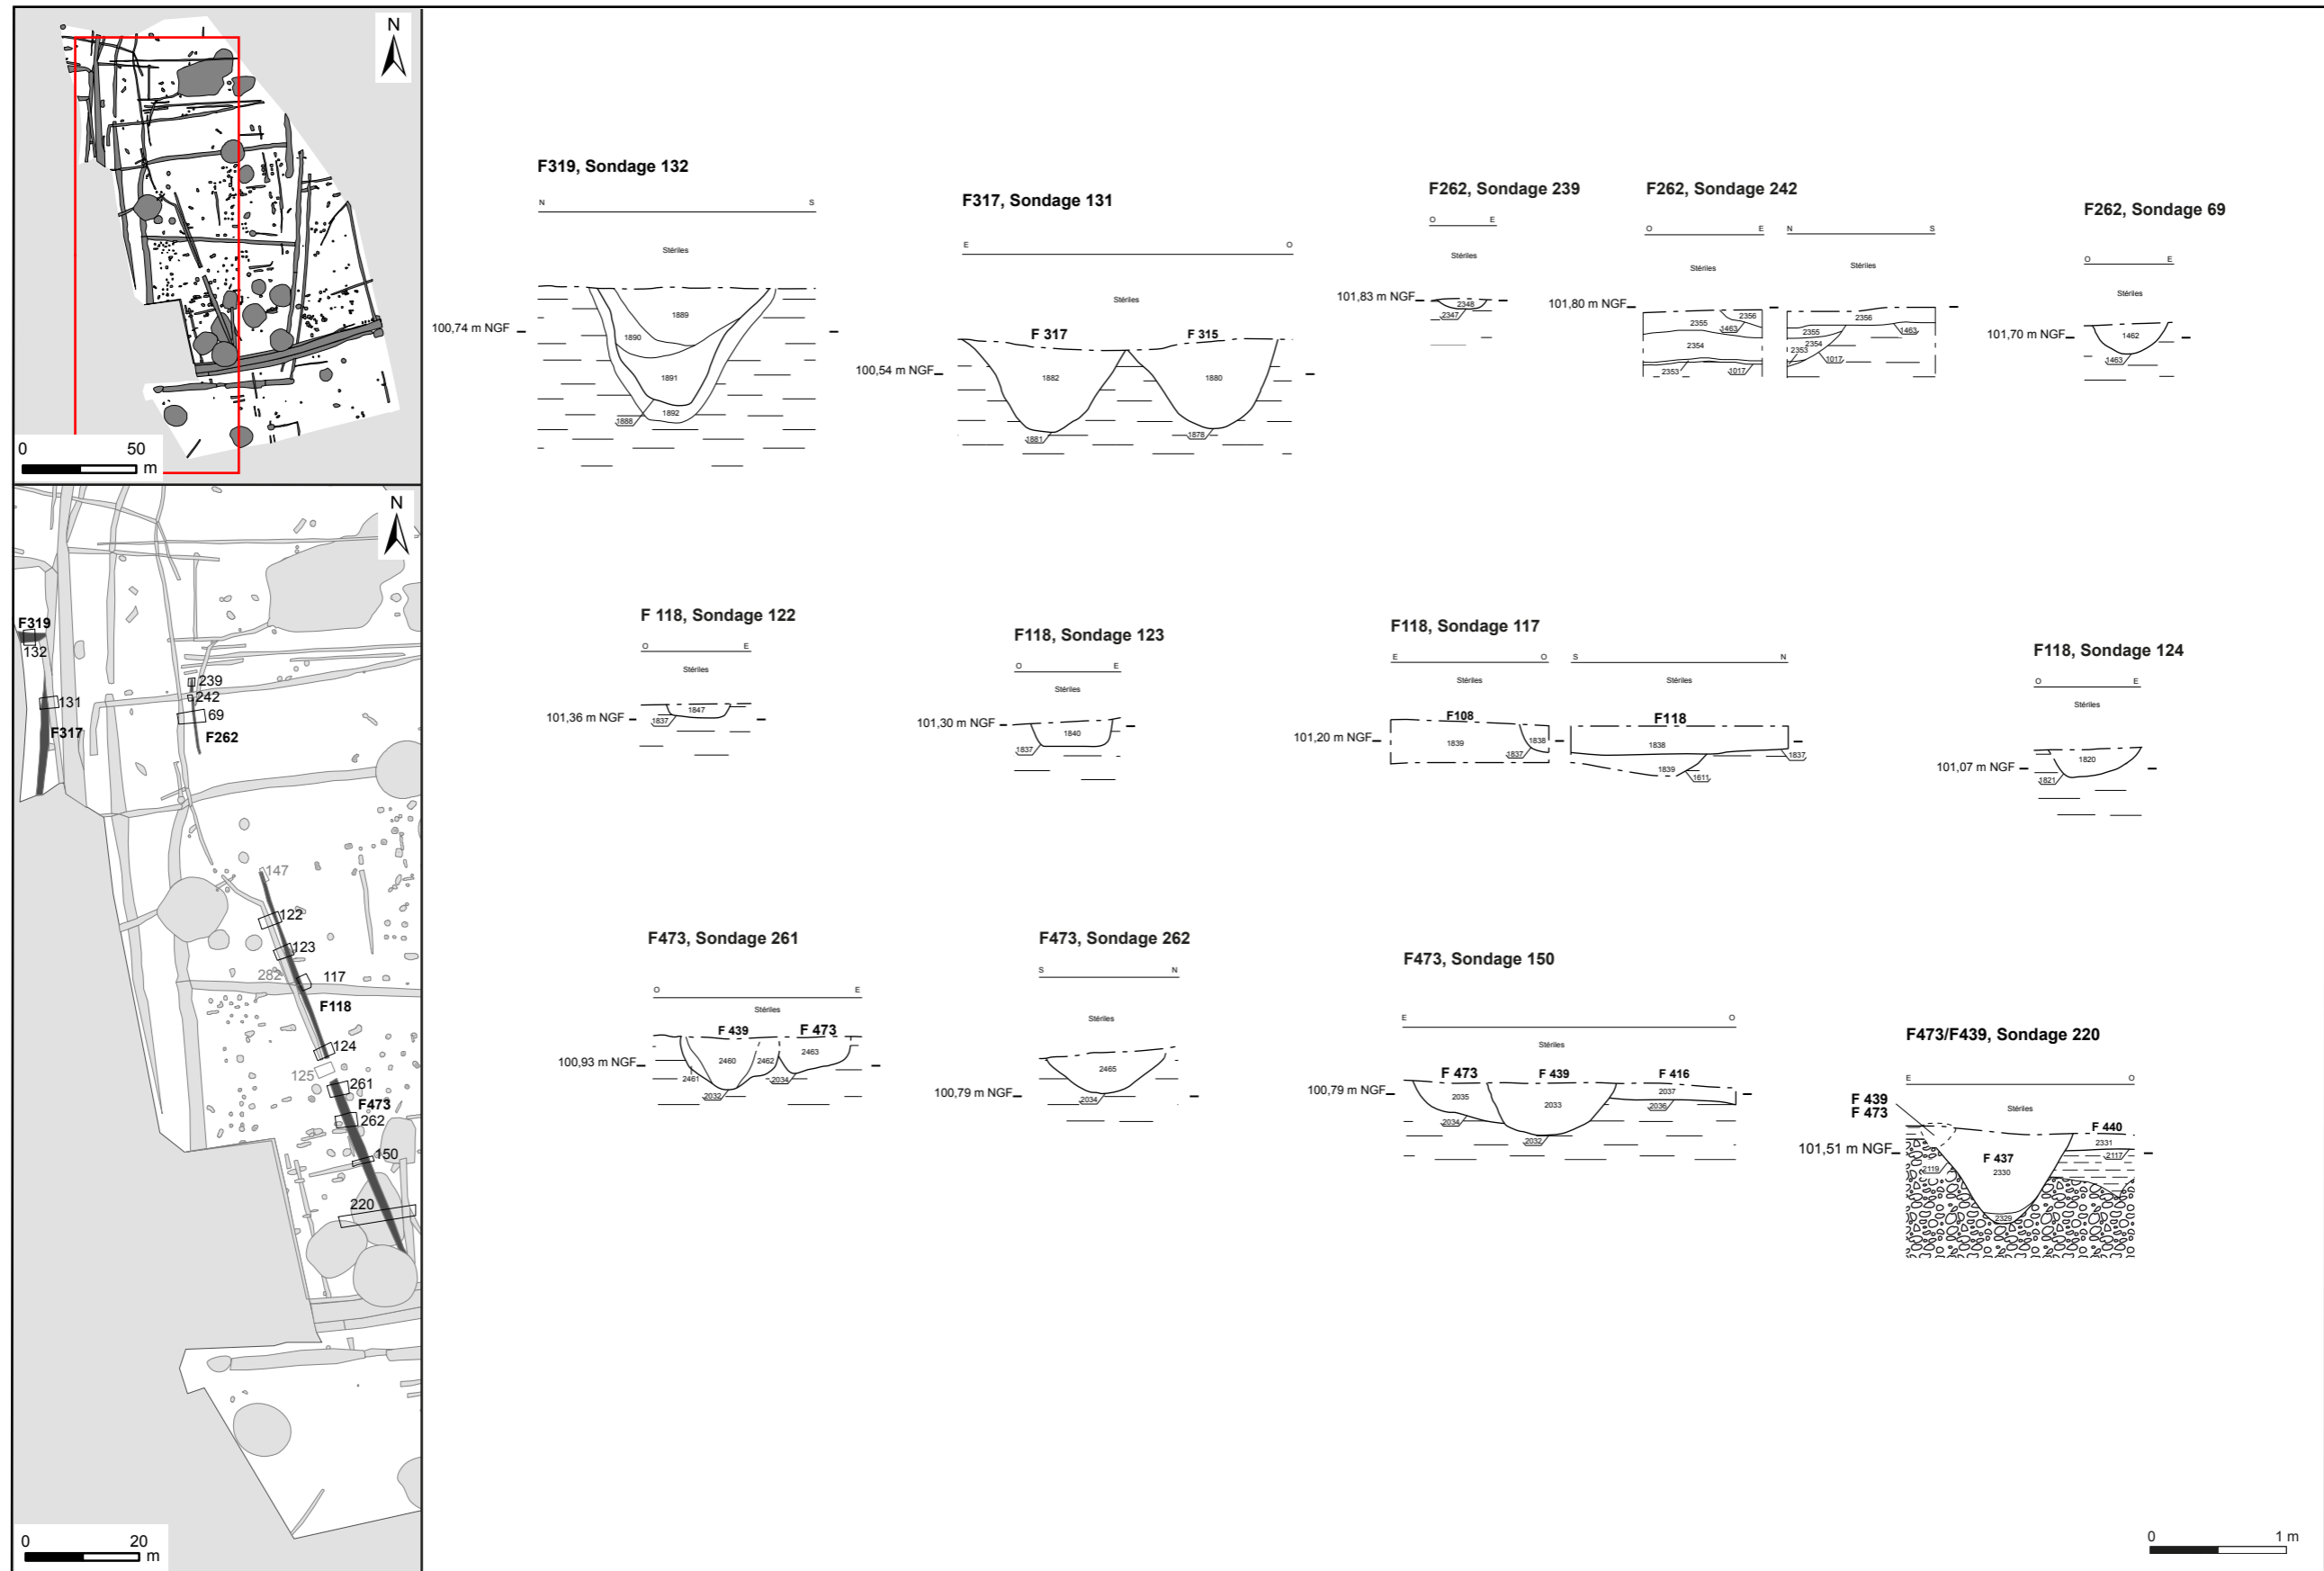 N
0 50
m
N
F319
132
131
F317
239
242
69
F262
147
122
123
282
117
F118
124
125
261
F473
262
150
220
0 20
m
F319, Sondage 132
N S
Stériles
100,74 m NGF
1889
1890
1891
1892
1888
F317, Sondage 131
E O
Stériles
F 317 F 315
100,54 m NGF
1882 1880
1881 1878
F262, Sondage 239
O E
Stériles
101,83 m NGF
2348
2347
F262, Sondage 242
O E N S
Stériles Stériles
101,80 m NGF
2355 2356 1463
2354
2353 1017
2356
2355 1463
2354
2353 1017
F262, Sondage 69
O E
Stériles
101,70 m NGF
1462
1463
F 118, Sondage 122
O E
Stériles
101,36 m NGF
1847
1837
F118, Sondage 123
O E
Stériles
101,30 m NGF
1840
1837
F118, Sondage 117
E O S N
Stériles Stériles
F108 F118
101,20 m NGF
1839 1838
1837
1838
1837
1839
1611
F118, Sondage 124
O E
Stériles
101,07 m NGF
1820
1821
F473, Sondage 261
O E
Stériles
F 439 F 473
100,93 m NGF
2460 2462 2463
2461 2034
2032
F473, Sondage 262
S N
Stériles
100,79 m NGF
2465
2034
F473, Sondage 150
E O
Stériles
F 473 F 439 F 416
100,79 m NGF
2035 2033 2037
2034 2036
2032
F473/F439, Sondage 220
E O
Stériles
F 439
F 473
F 440
101,51 m NGF
2331
2117
F 437
2330
2119
2329
0 1 m